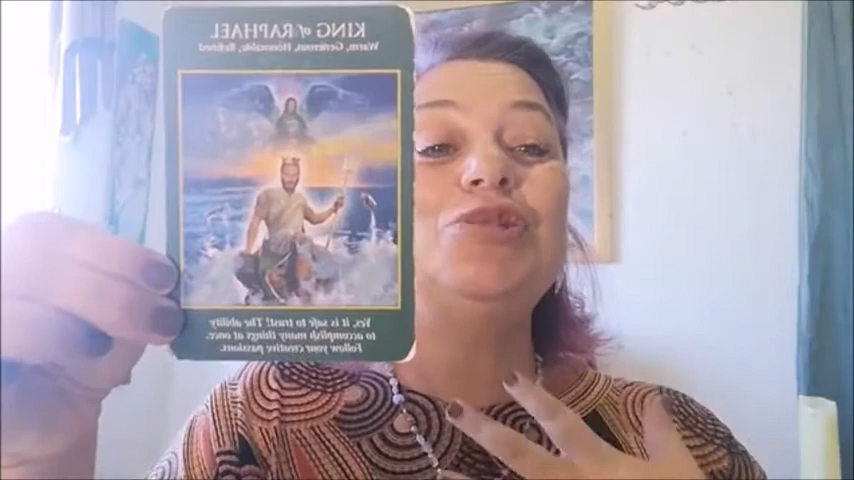 KING of RAPHAEL
Warm, Generous, Honorable, Refined
Yes, it is safe to trust! The ability
to accomplish many things at once.
Follow your creative passions.